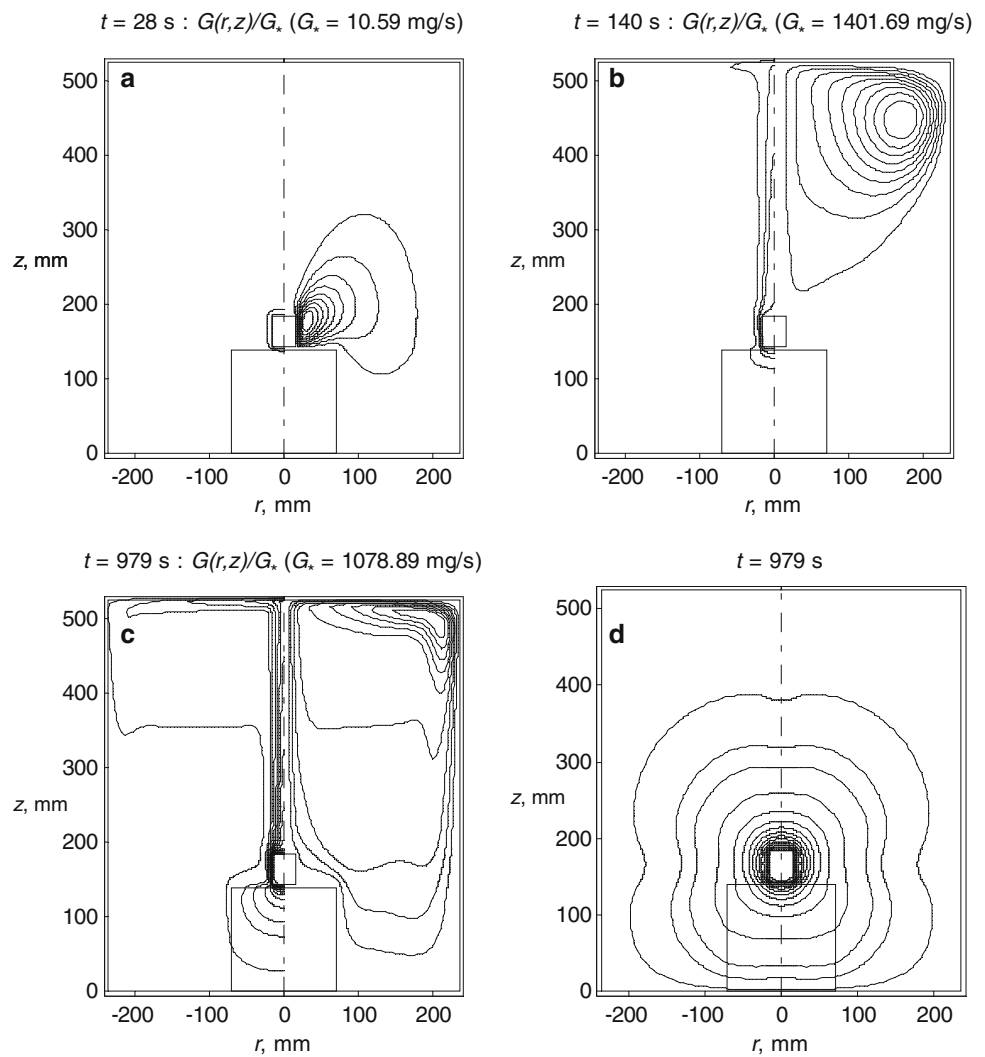 t = 28 s : G(r,z)/G* (G* = 10.59 mg/s)
a
500
400
300
z, mm
200
100
0
-200 -100 0 100 200
r, mm
t = 140 s : G(r,z)/G* (G* = 1401.69 mg/s)
b
500
400
300
z, mm
200
100
0
-200 -100 0 100 200
r, mm
t = 979 s : G(r,z)/G* (G* = 1078.89 mg/s)
c
500
400
300
z, mm
200
100
0
-200 -100 0 100 200
r, mm
t = 979 s
d
500
400
300
z, mm
200
100
0
-200 -100 0 100 200
r, mm